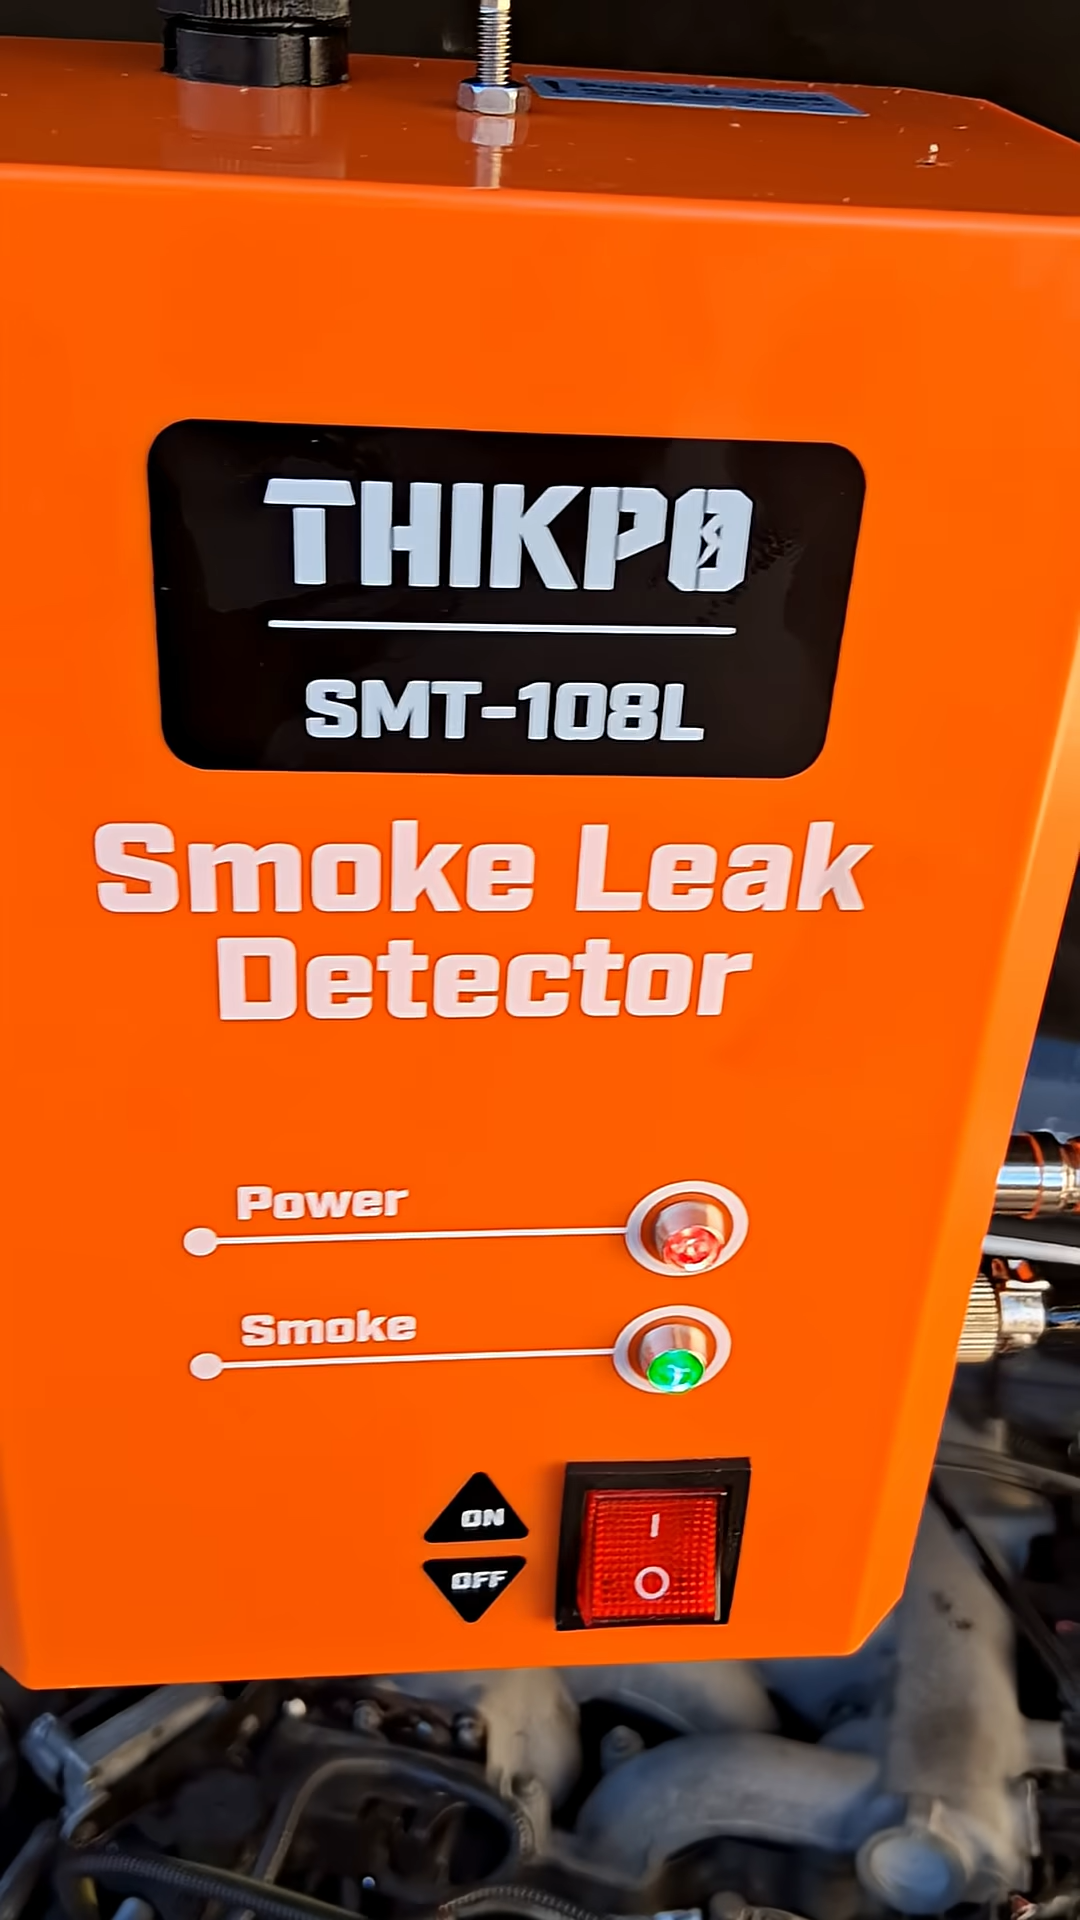 THIKPO
SMT-108L
Smoke Leak
Detector
Power
Smoke
ON
OFF
I
O